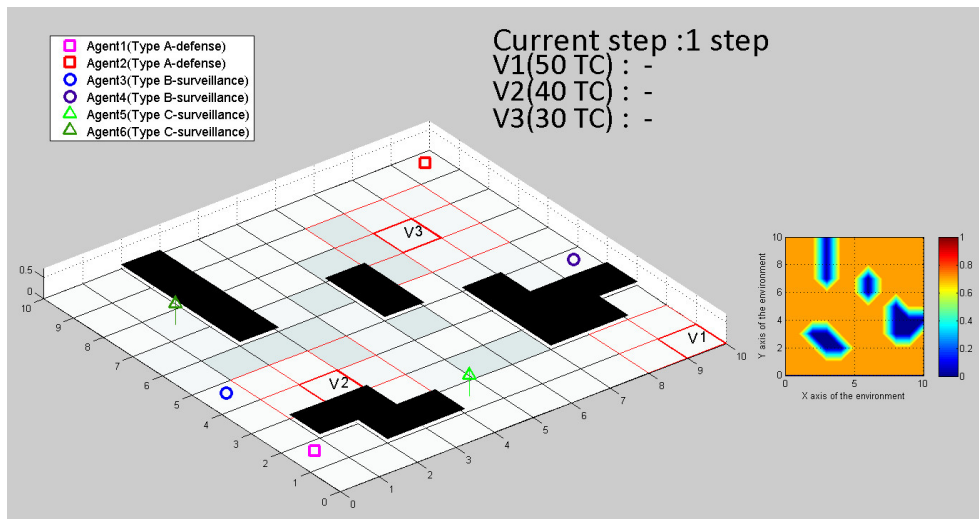 Current step :1 step
V1(50 TC) : -
V2(40 TC) : -
V3(30 TC) : -
Agent1(Type A-defense)
Agent2(Type A-defense)
Agent3(Type B-surveillance)
Agent4(Type B-surveillance)
Agent5(Type C-surveillance)
Agent6(Type C-surveillance)
V3
V1
V2
0.5
0
10
9
8
7
6
5
4
3
2
1
0
0
1
2
3
4
5
6
7
8
9
10
Y axis of the environment
10
8
6
4
2
0
0
5
10
X axis of the environment
1
0.8
0.6
0.4
0.2
0